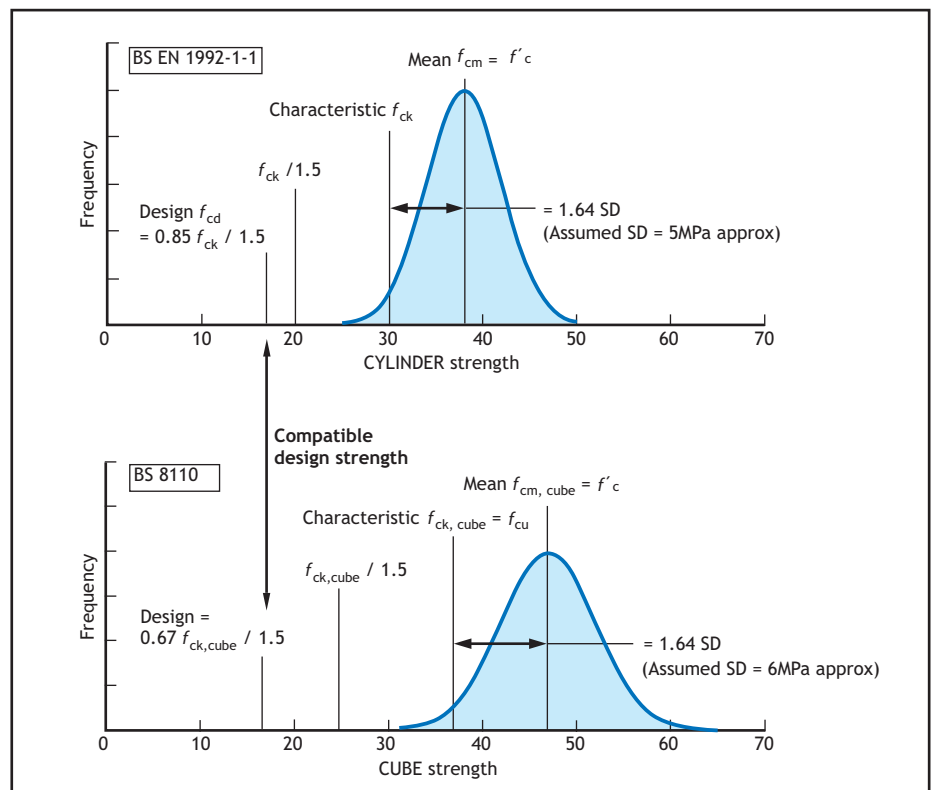 BS EN 1992-1-1
Mean fcm = f′c
Characteristic fck
fck /1.5
Design fcd
= 0.85 fck / 1.5
= 1.64 SD
(Assumed SD = 5MPa approx)
Frequency
0 10 20 30 40 50 60 70
CYLINDER strength
Compatible
design strength
BS 8110
Mean fcm, cube = f′c
Characteristic fck, cube = fcu
fck,cube / 1.5
Design =
0.67 fck,cube / 1.5
= 1.64 SD
(Assumed SD = 6MPa approx)
Frequency
0 10 20 30 40 50 60 70
CUBE strength